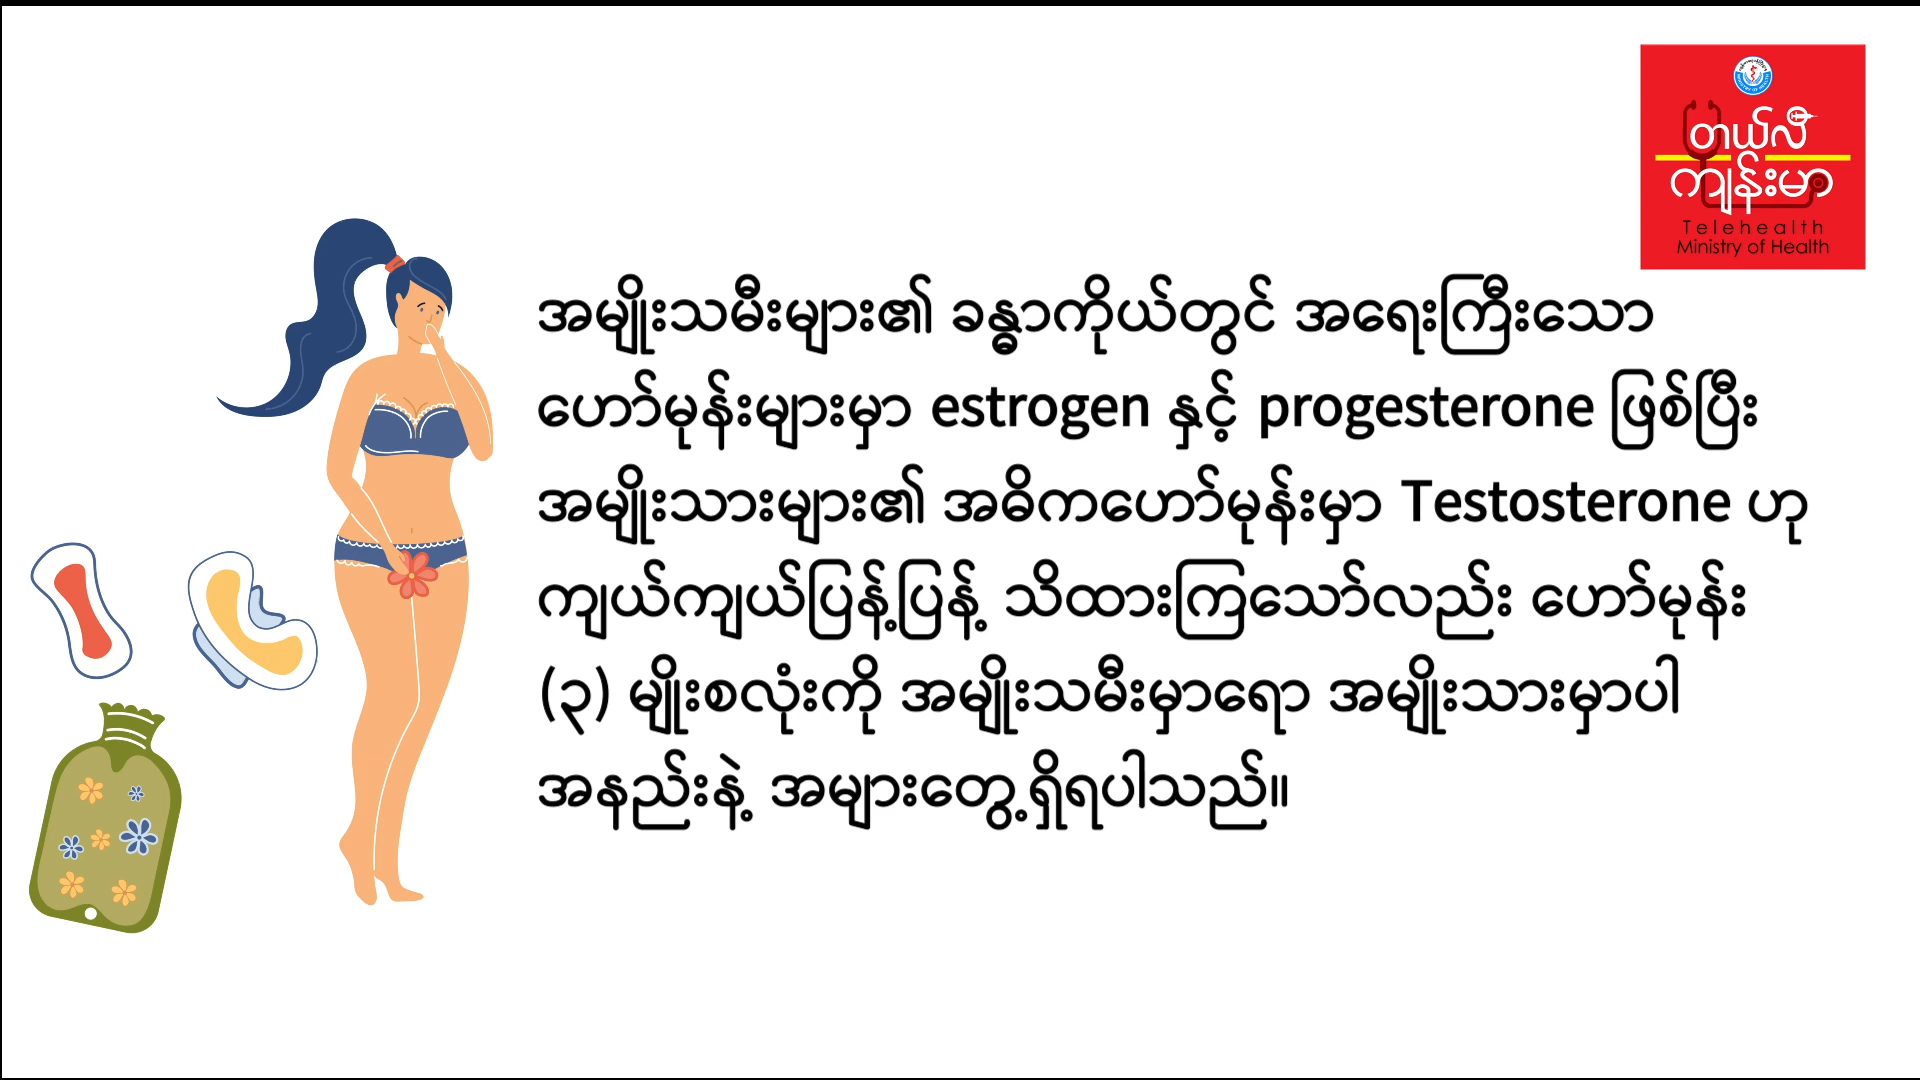 တယ်လီ
ကျန်းမာ
Telehealth
Ministry of Health
အမျိုးသမီးများ၏ ခန္ဓာကိုယ်တွင် အရေးကြီးသော
ဟော်မုန်းများမှာ estrogen နှင့် progesterone ဖြစ်ပြီး
အမျိုးသားများ၏ အဓိကဟော်မုန်းမှာ Testosterone ဟု
ကျယ်ကျယ်ပြန့်ပြန့် သိထားကြသော်လည်း ဟော်မုန်း
(၃) မျိုးစလုံးကို အမျိုးသမီးမှာရော အမျိုးသားမှာပါ
အနည်းနဲ့ အများတွေ့ရှိရပါသည်။